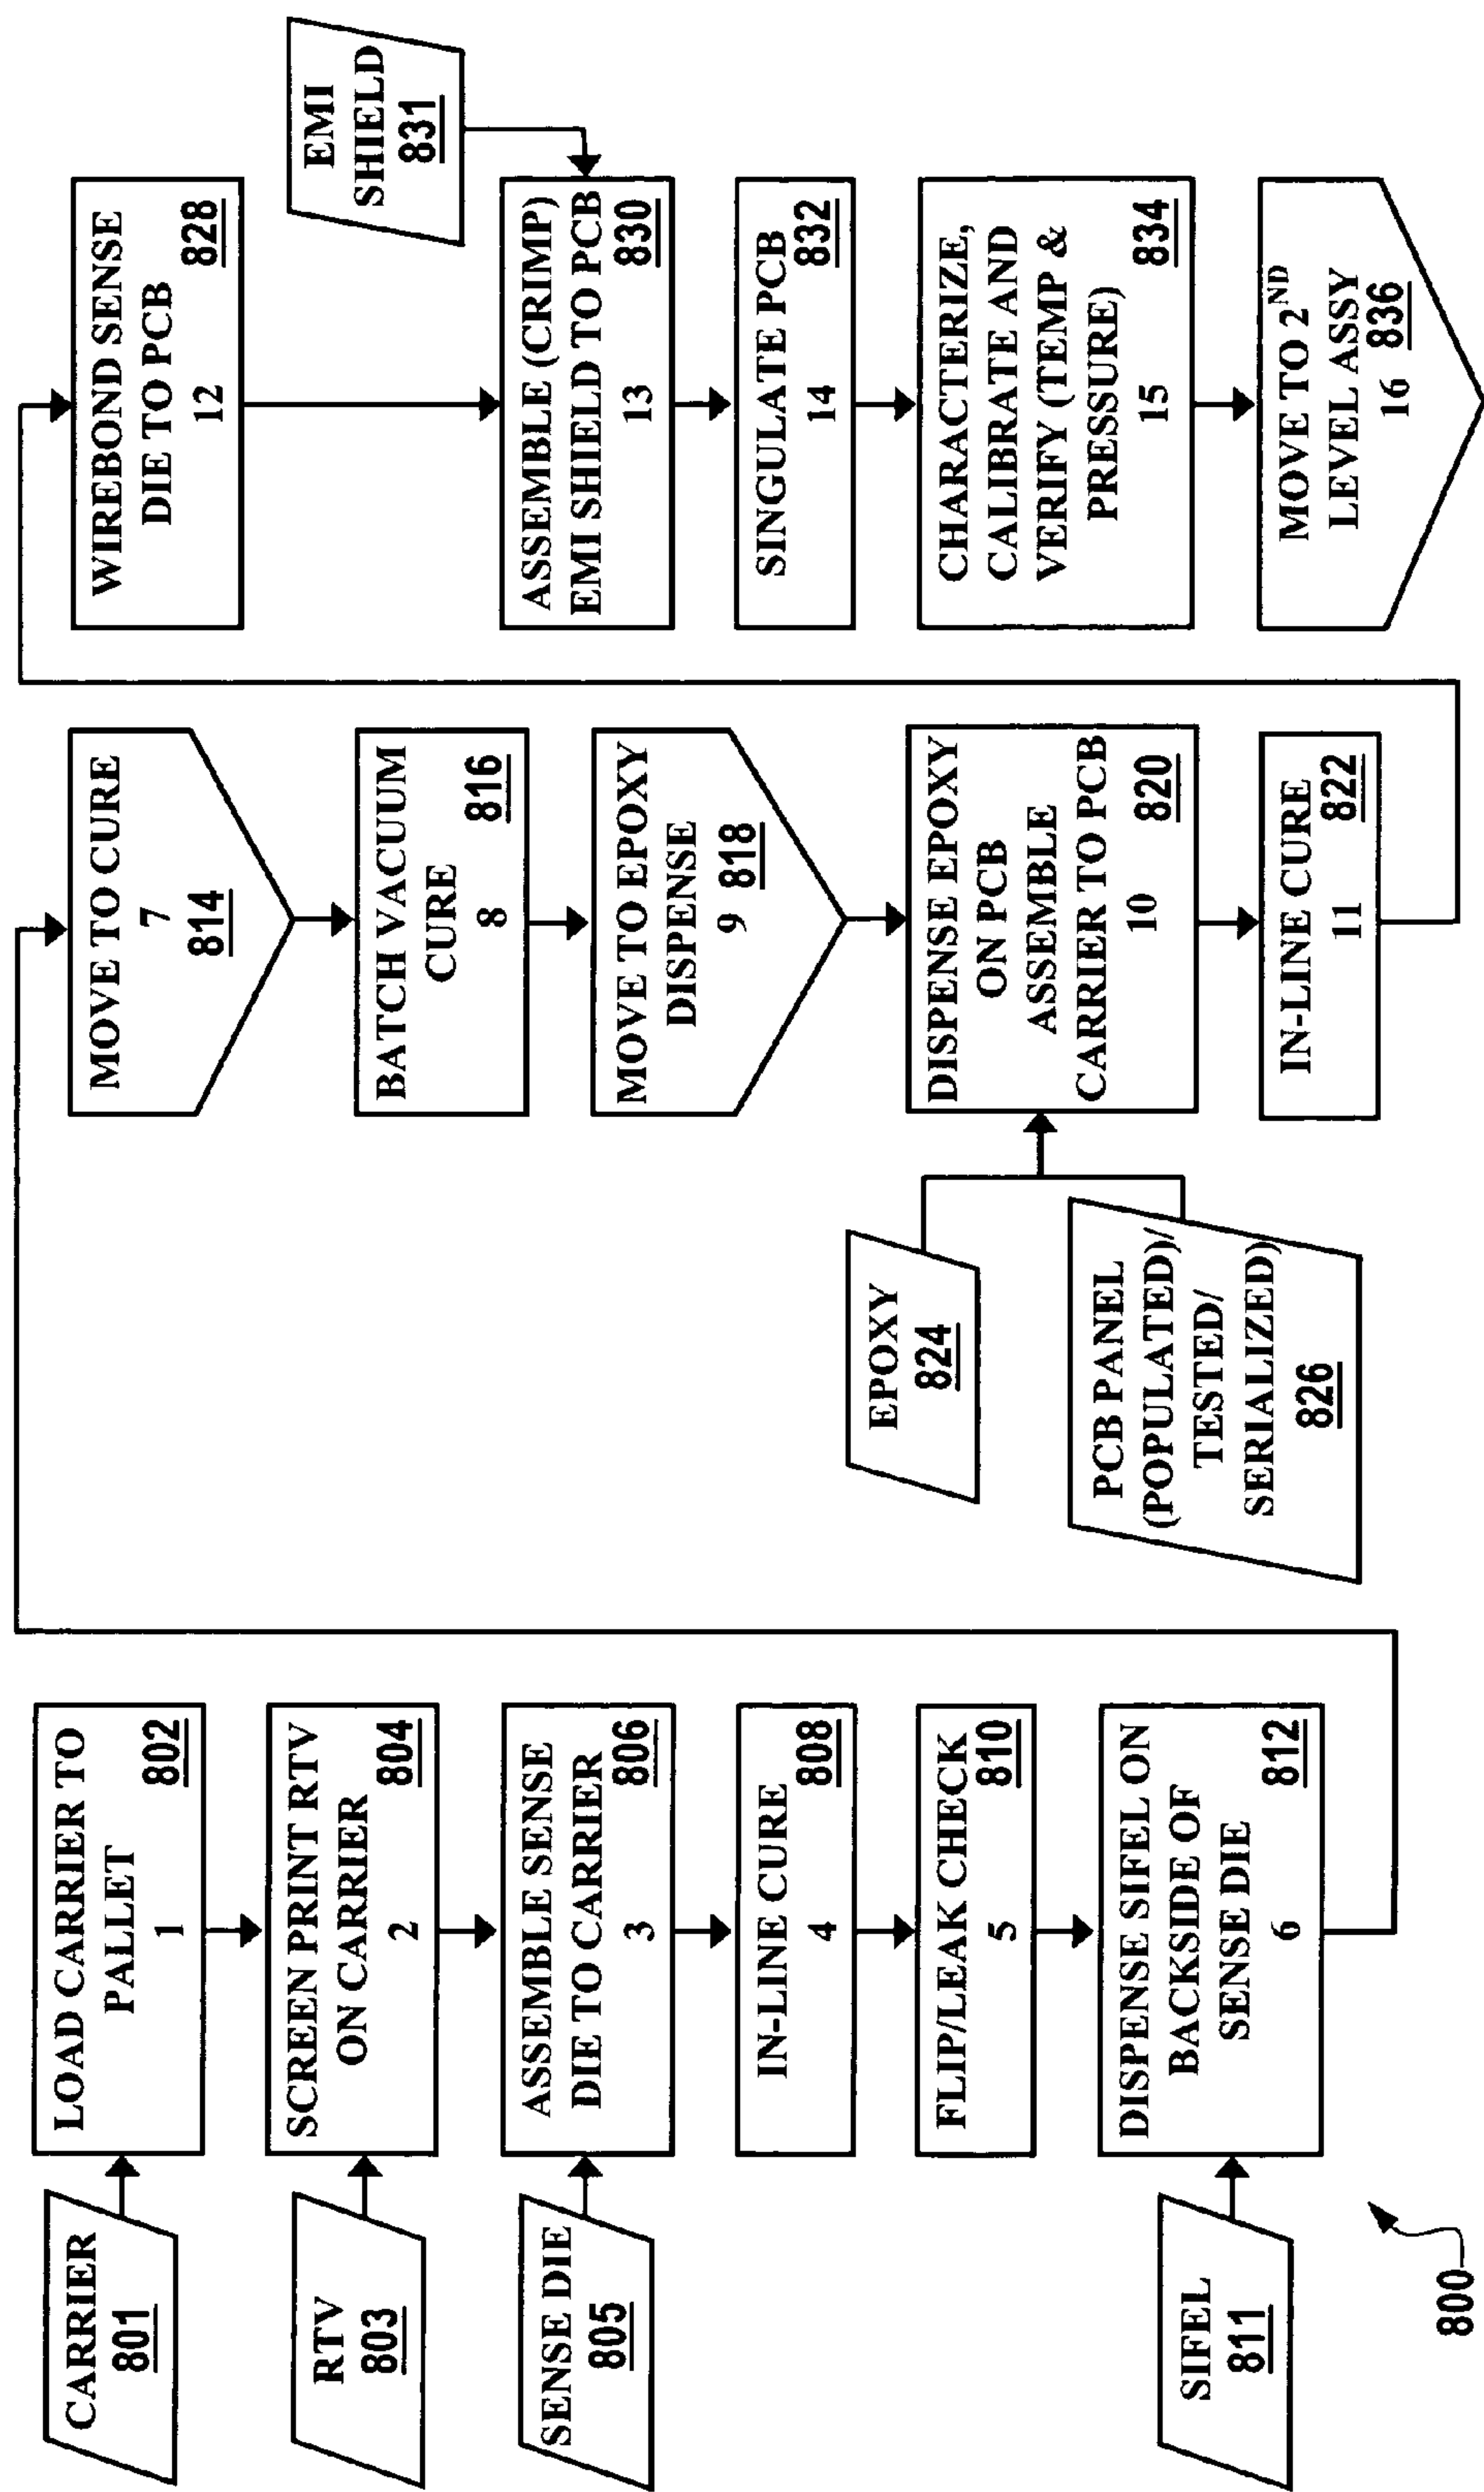 CARRIER
801
LOAD CARRIER TO
PALLET
802
1
RTV
803
SCREEN PRINT RTV
ON CARRIER
804
2
SENSE DIE
805
ASSEMBLE SENSE
DIE TO CARRIER
806
3
IN-LINE CURE
808
4
FLIP/LEAK CHECK
810
5
SIFEL
811
DISPENSE SIFEL ON
BACKSIDE OF
SENSE DIE
812
6
MOVE TO CURE
7
814
BATCH VACUUM
CURE
816
8
MOVE TO EPOXY
DISPENSE
9
818
EPOXY
824
PCB PANEL
(POPULATED)/
TESTED/
SERIALIZED)
826
DISPENSE EPOXY
ON PCB
ASSEMBLE
CARRIER TO PCB
820
10
IN-LINE CURE
822
11
WIREBOND SENSE
DIE TO PCB
828
12
EMI
SHIELD
831
ASSEMBLE (CRIMP)
EMI SHIELD TO PCB
830
13
SINGULATE PCB
832
14
CHARACTERIZE,
CALIBRATE AND
VERIFY (TEMP &
PRESSURE)
834
15
MOVE TO 2ND
LEVEL ASSY
836
16
800